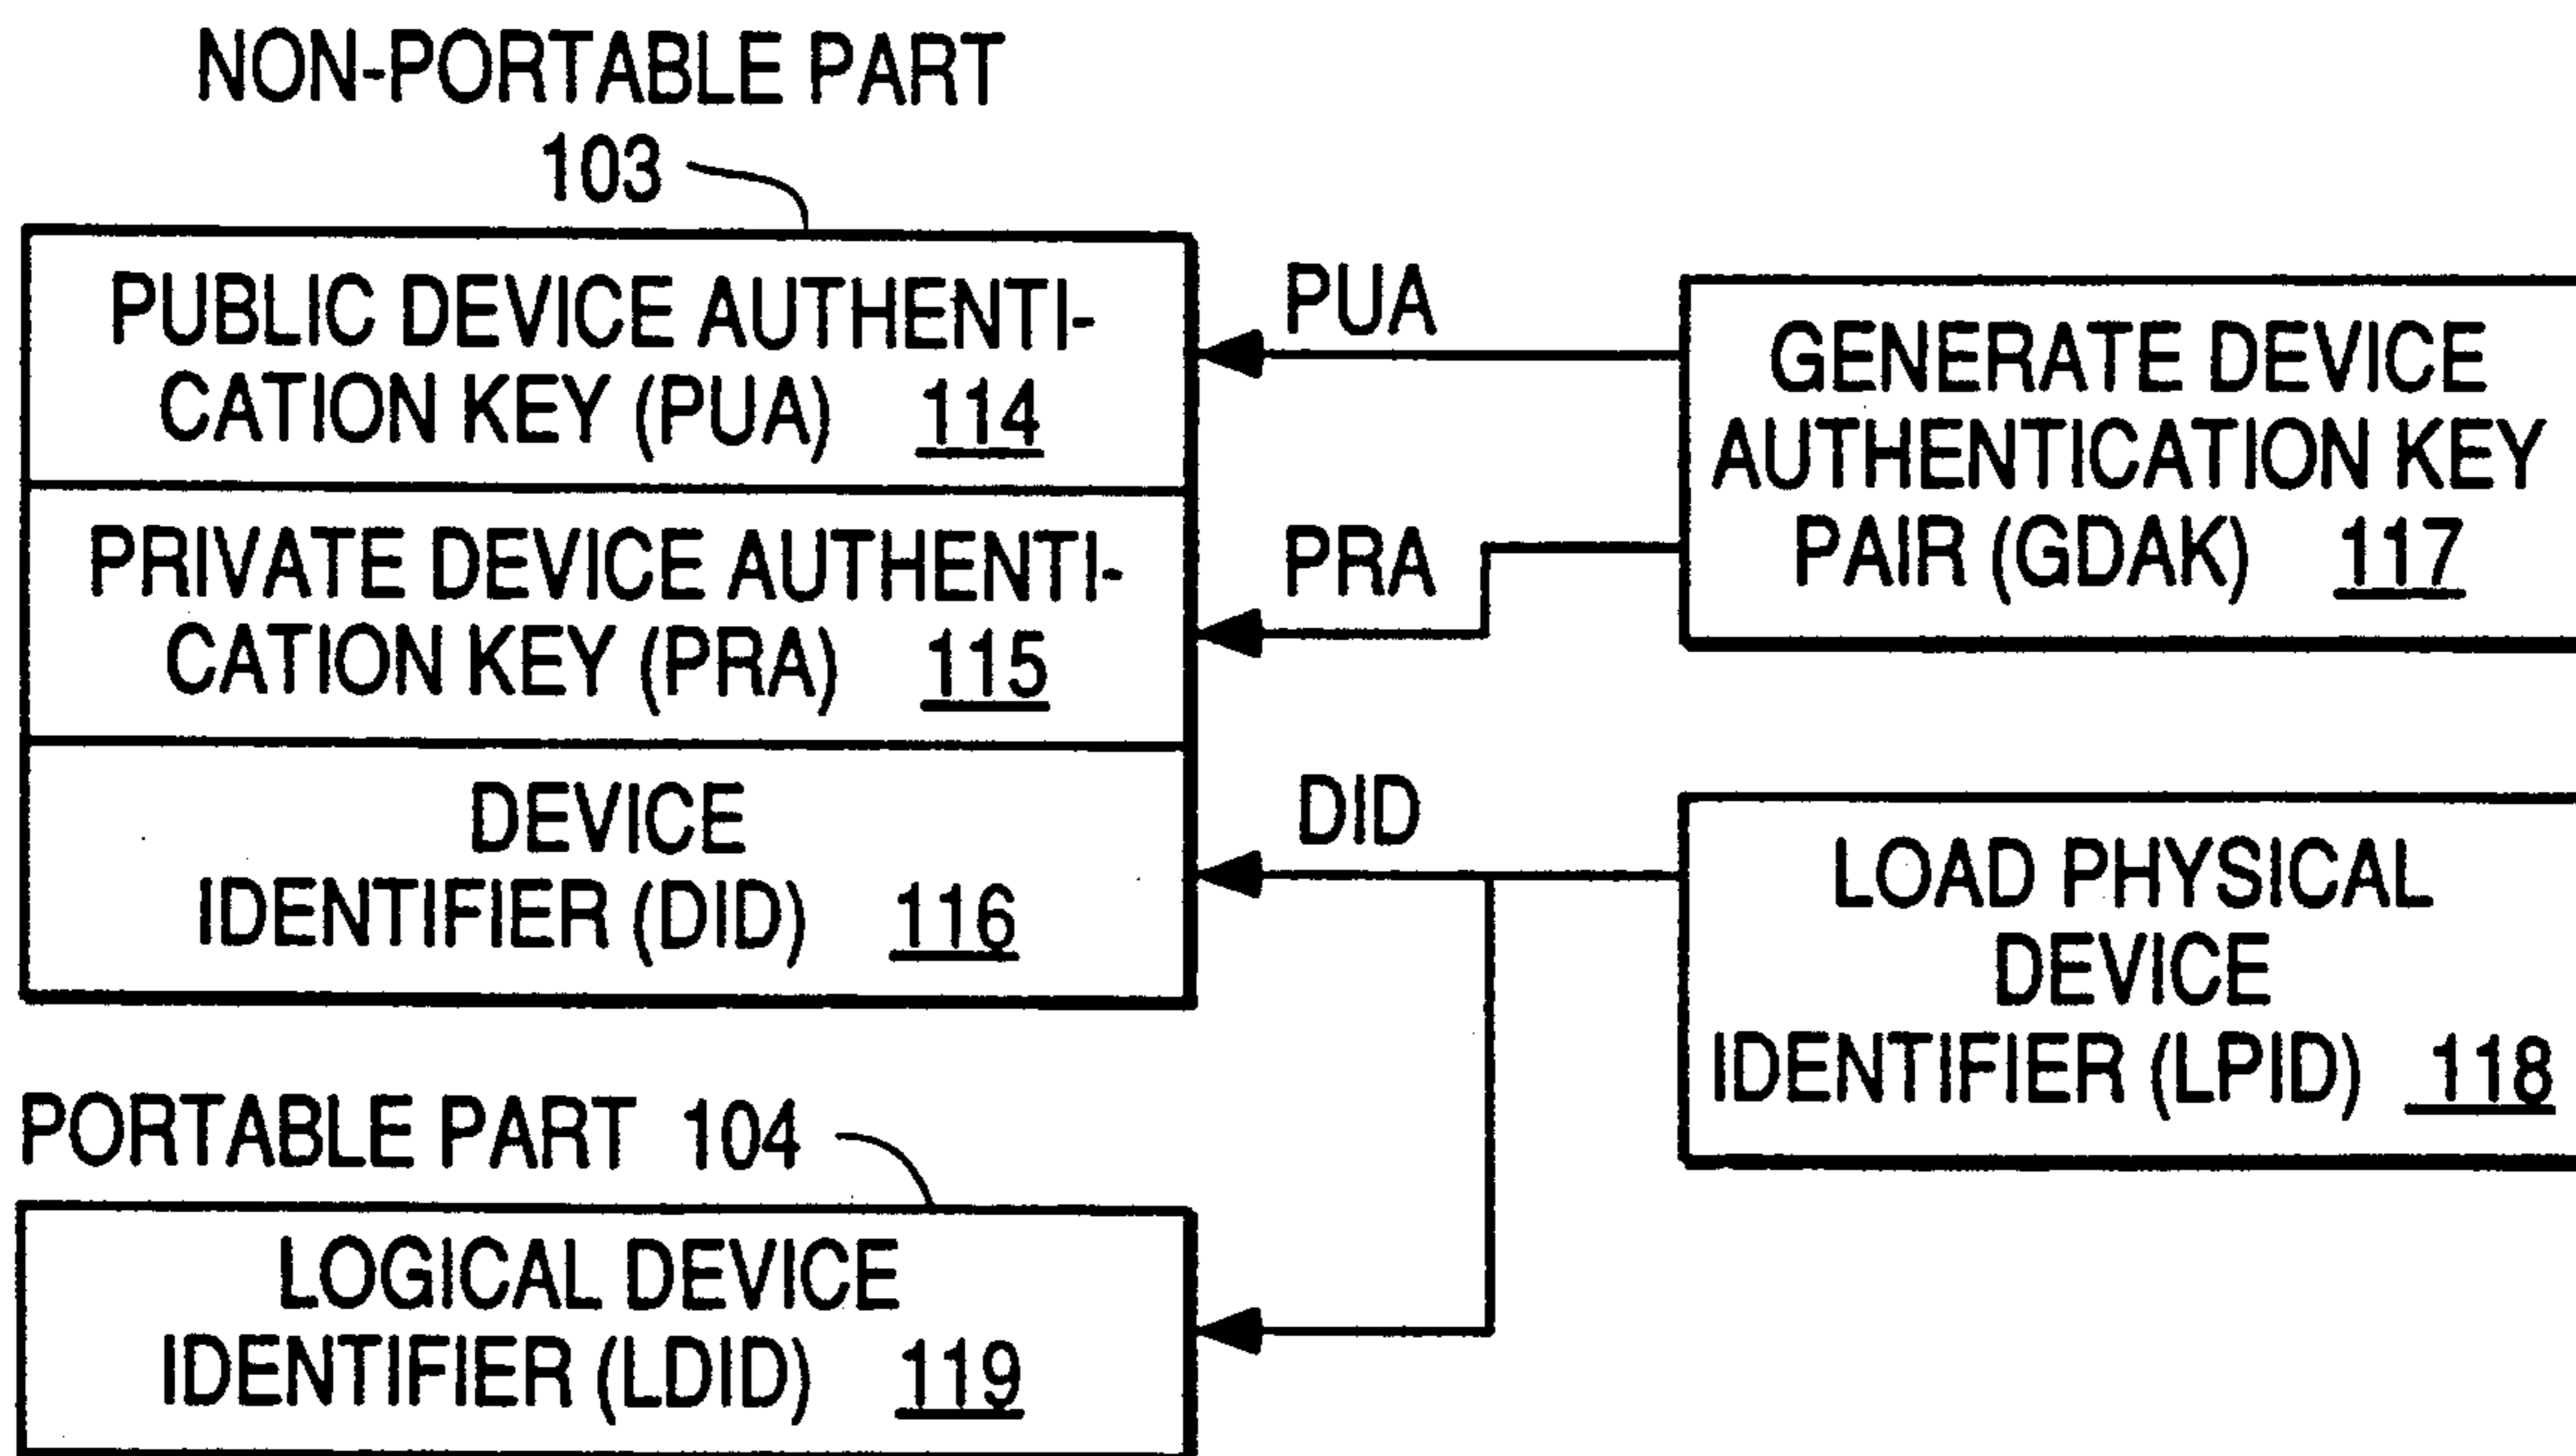 NON-PORTABLE PART
103
PUBLIC DEVICE AUTHENTI-
CATION KEY (PUA) 114
PRIVATE DEVICE AUTHENTI-
CATION KEY (PRA) 115
DEVICE
IDENTIFIER (DID) 116
PUA
PRA
DID
GENERATE DEVICE
AUTHENTICATION KEY
PAIR (GDAK) 117
LOAD PHYSICAL
DEVICE
IDENTIFIER (LPID) 118
PORTABLE PART 104
LOGICAL DEVICE
IDENTIFIER (LDID) 119